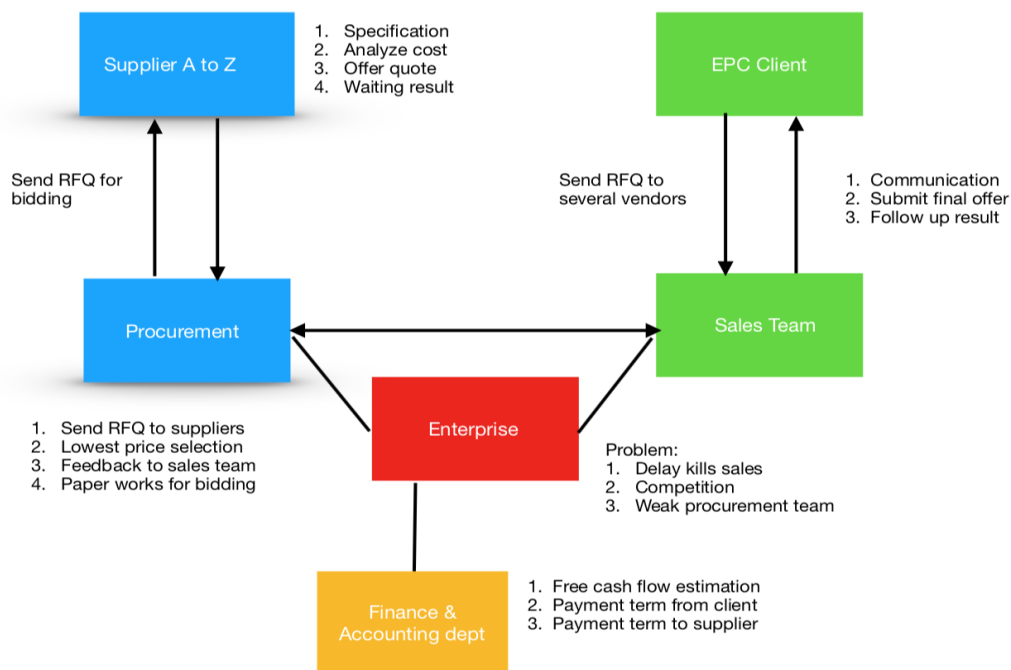 Supplier A to Z
1. Specification
2. Analyze cost
3. Offer quote
4. Waiting result
EPC Client
Send RFQ for
bidding
Send RFQ to
several vendors
1. Communication
2. Submit final offer
3. Follow up result
Procurement
Sales Team
1. Send RFQ to suppliers
2. Lowest price selection
3. Feedback to sales team
4. Paper works for bidding
Enterprise
Problem:
1. Delay kills sales
2. Competition
3. Weak procurement team
Finance &
Accounting dept
1. Free cash flow estimation
2. Payment term from client
3. Payment term to supplier